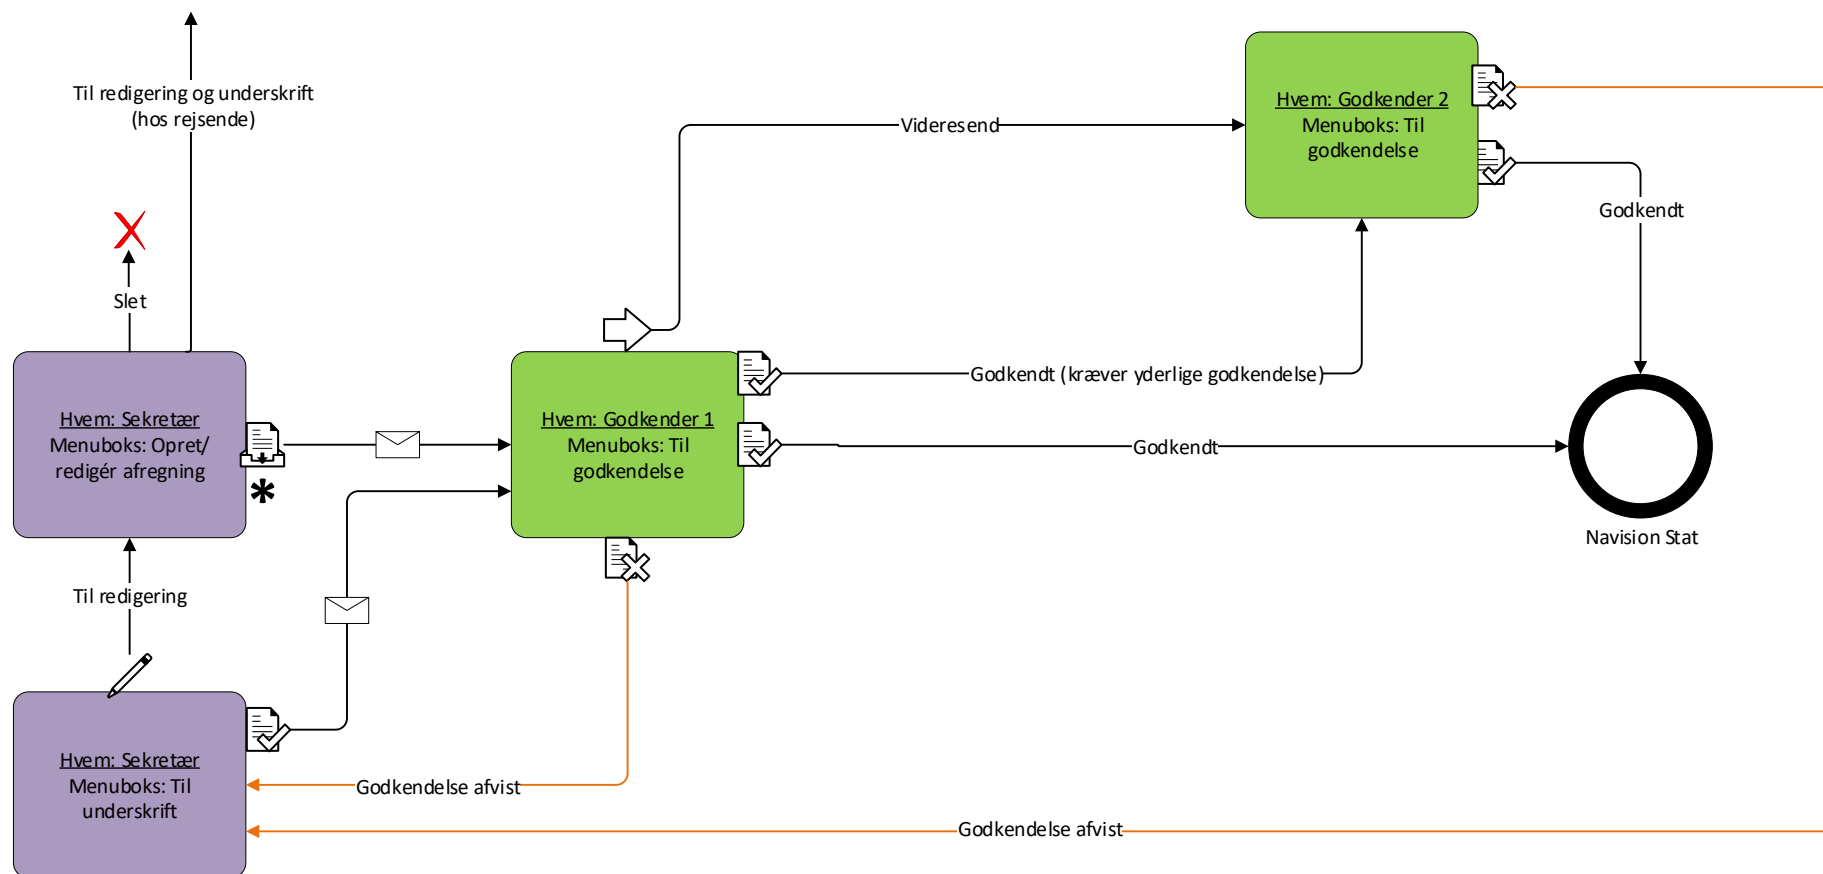 Til redigering og underskrift
(hos rejsende)
Slet
Hvem: Sekretær
Menuboks: Opret/
redigér afregning
Til redigering
Hvem: Sekretær
Menuboks: Til
underskrift
Hvem: Godkender 1
Menuboks: Til
godkendelse
Videresend
Godkendt (kræver yderlige godkendelse)
Godkendt
Hvem: Godkender 2
Menuboks: Til
godkendelse
Godkendt
Navision Stat
Godkendelse afvist
Godkendelse afvist